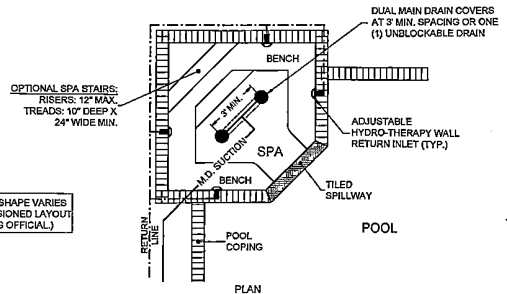 DUAL MAIN DRAIN COVERS
AT 3' MIN. SPACING OR ONE
(1) UNBLOCKABLE DRAIN
BENCH
OPTIONAL SPA STAIRS:
RISERS: 12" MAX.
TREADS: 10" DEEP X
24" WIDE MIN.
3' MIN.
ADJUSTABLE
HYDRO-THERAPY WALL
RETURN INLET (TYP.)
SPA
M.D. SUCTION
BENCH
TILED
SPILLWAY
SHAPE VARIES
SIONED LAYOUT
G OFFICIAL.)
RETURN
LINE
POOL
COPING
POOL
PLAN